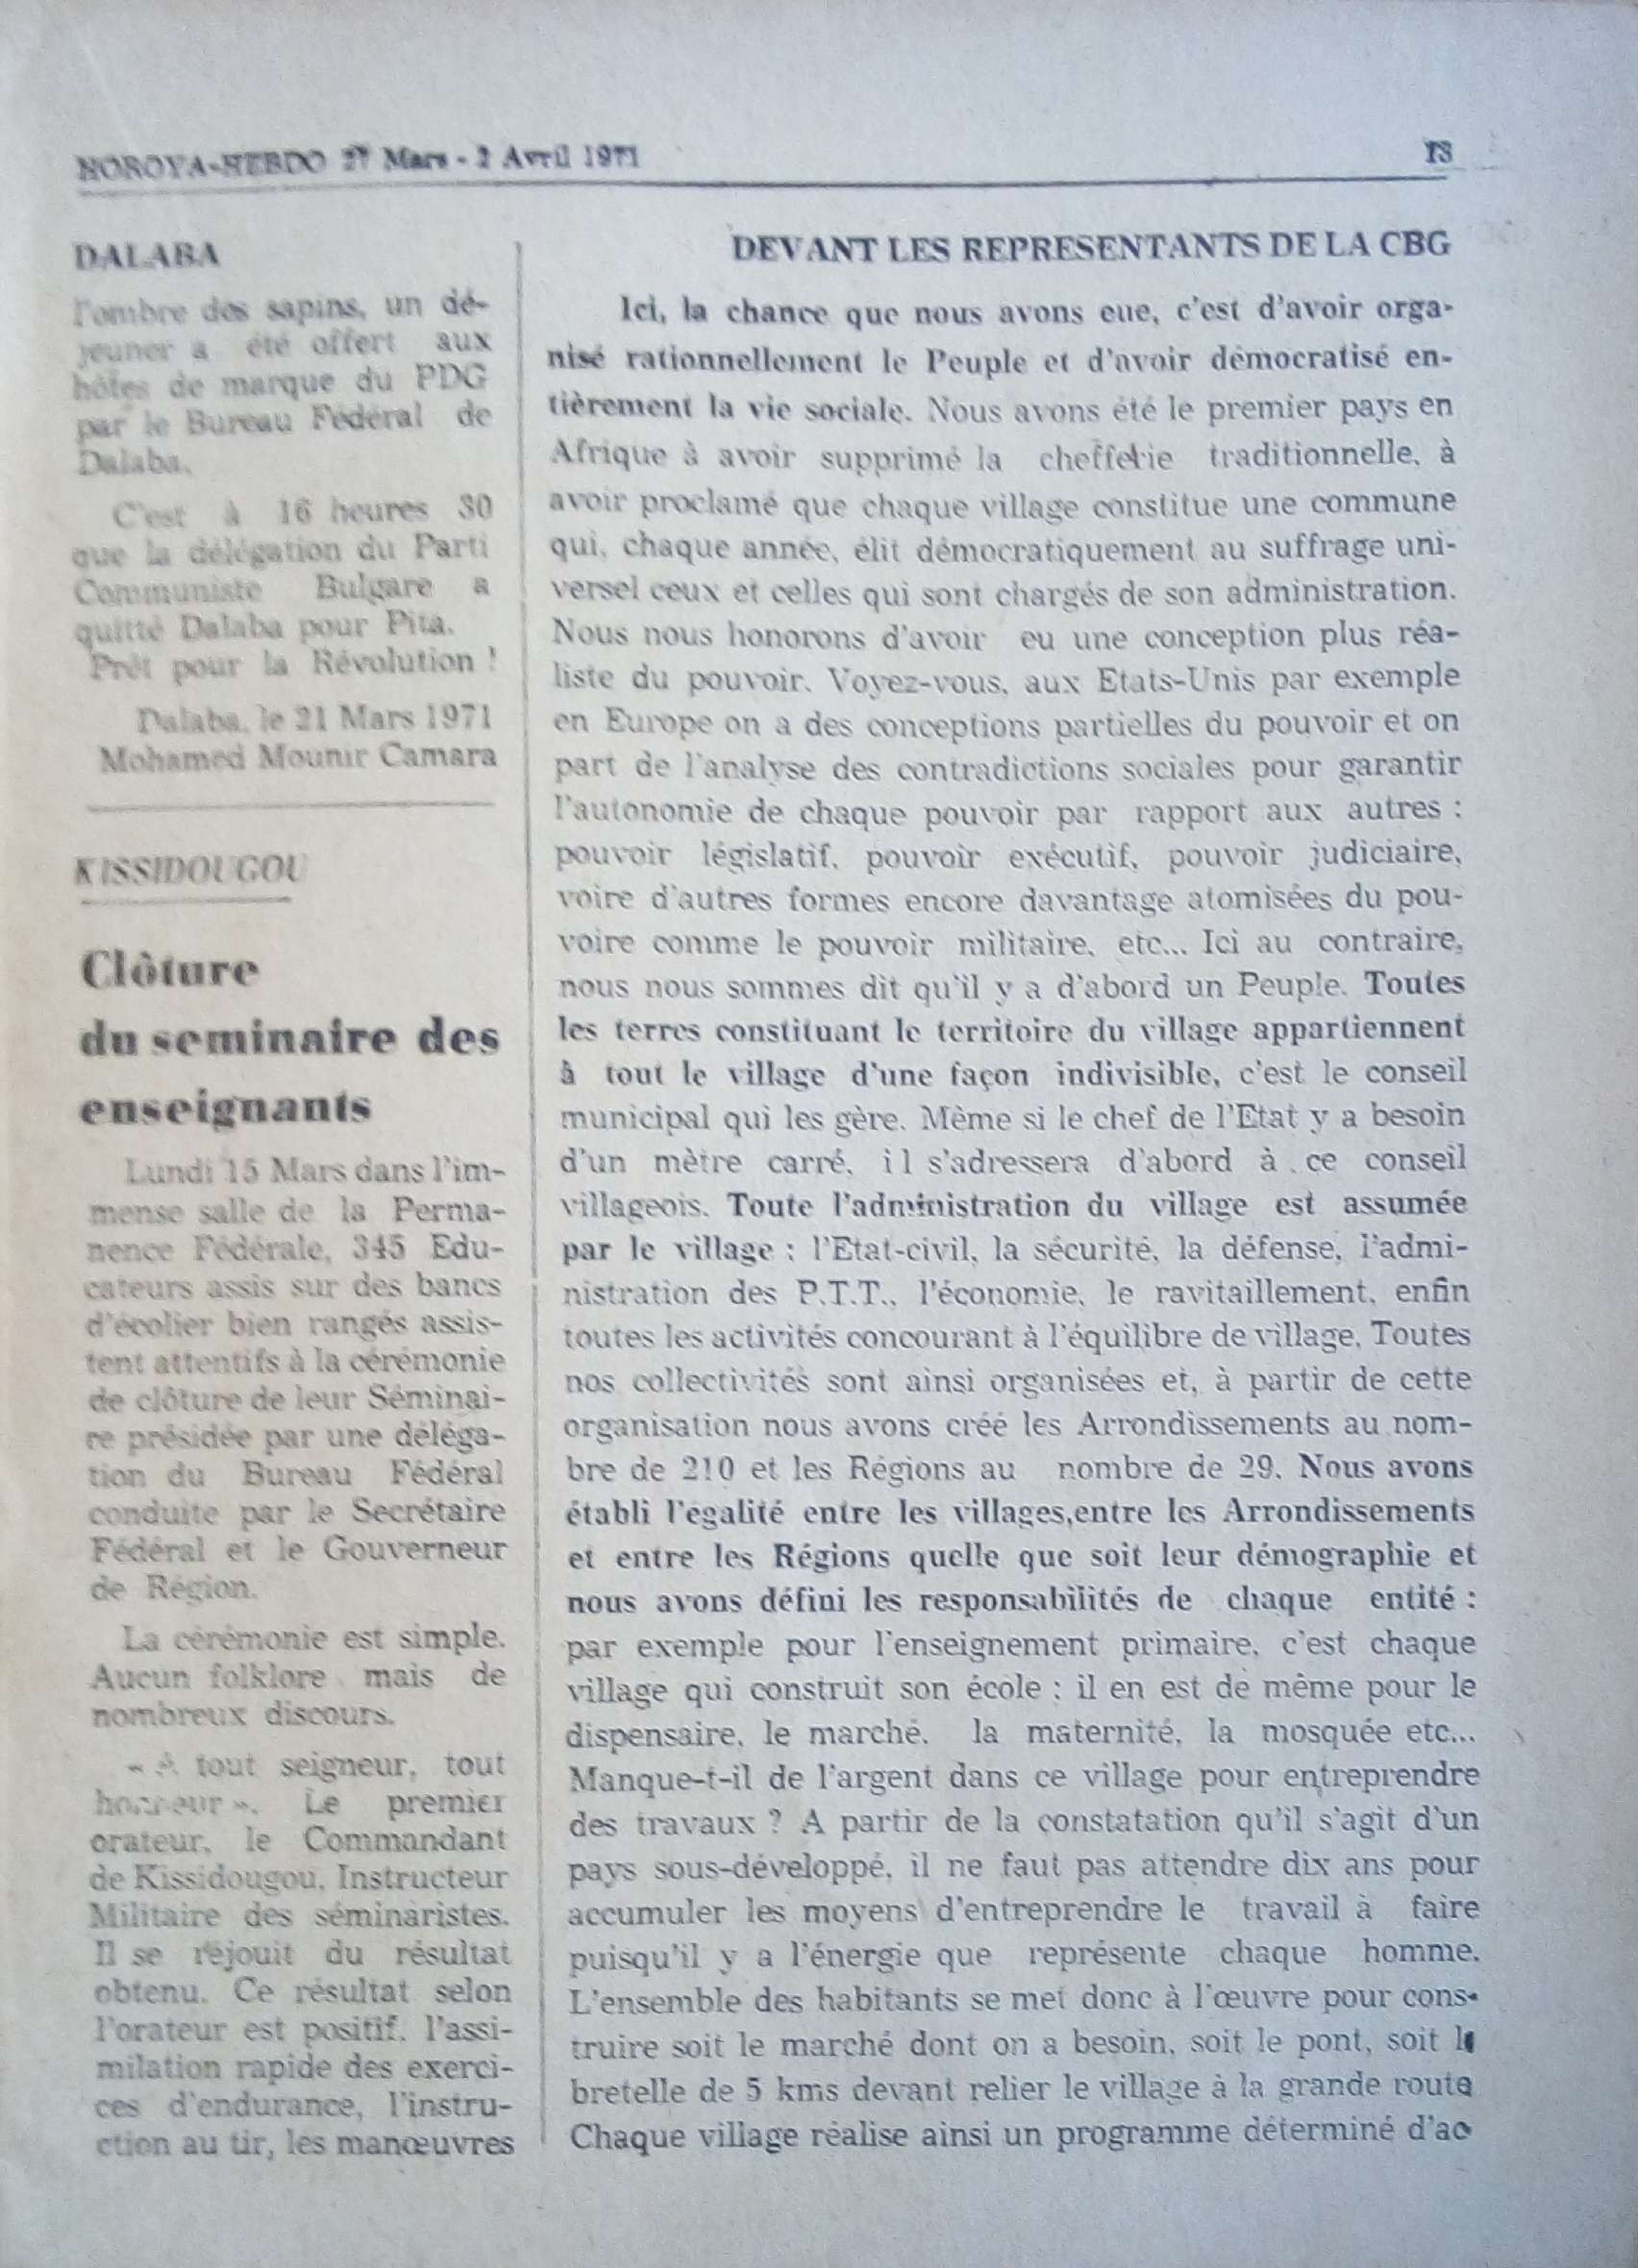 HOROYA-HEBDO 27 Mars - 2 Avril 1971
13
DALABA
l'ombre des sapins, un dé-
jeuner a été offert aux
hôtes de marque du PDG
par le Bureau Fédéral de
Dalaba.
C'est à 16 heures 30
que la délégation du Parti
Communiste Bulgare a
quitté Dalaba pour Pita.
Prêt pour la Révolution !
Dalaba, le 21 Mars 1971
Mohamed Mounir Camara
KISSIDOUGOU
Clôture
du seminaire des
enseignants
Lundi 15 Mars dans l'im-
mense salle de la Perma-
nence Fédérale, 345 Edu-
cateurs assis sur des bancs
d'écolier bien rangés assis-
tent attentifs à la cérémonie
de clôture de leur Séminai-
re présidée par une déléga-
tion du Bureau Fédéral
conduite par le Secrétaire
Fédéral et le Gouverneur
de Région.
La cérémonie est simple.
Aucun folklore mais de
nombreux discours.
« A tout seigneur, tout
honneur ». Le premier
orateur, le Commandant
de Kissidougou, Instructeur
Militaire des séminaristes.
Il se réjouit du résultat
obtenu. Ce résultat selon
l'orateur est positif, l'assi-
milation rapide des exerci-
ces d'endurance, l'instru-
ction au tir, les manœuvres
DEVANT LES REPRESENTANTS DE LA CBG
Ici, la chance que nous avons eue, c'est d'avoir orga-
nisé rationnellement le Peuple et d'avoir démocratisé en-
tièrement la vie sociale. Nous avons été le premier pays en
Afrique à avoir supprimé la chefferie traditionnelle, à
avoir proclamé que chaque village constitue une commune
qui, chaque année, élit démocratiquement au suffrage uni-
versel ceux et celles qui sont chargés de son administration.
Nous nous honorons d'avoir eu une conception plus réa-
liste du pouvoir. Voyez-vous, aux Etats-Unis par exemple
en Europe on a des conceptions partielles du pouvoir et on
part de l'analyse des contradictions sociales pour garantir
l'autonomie de chaque pouvoir par rapport aux autres :
pouvoir législatif, pouvoir exécutif, pouvoir judiciaire,
voire d'autres formes encore davantage atomisées du pou-
voire comme le pouvoir militaire, etc... Ici au contraire,
nous nous sommes dit qu'il y a d'abord un Peuple. Toutes
les terres constituant le territoire du village appartiennent
à tout le village d'une façon indivisible, c'est le conseil
municipal qui les gère. Même si le chef de l'Etat y a besoin
d'un mètre carré, il s'adressera d'abord à ce conseil
villageois. Toute l'administration du village est assumée
par le village : l'Etat-civil, la sécurité, la défense, l'admi-
nistration des P.T.T., l'économie, le ravitaillement, enfin
toutes les activités concourant à l'équilibre de village, Toutes
nos collectivités sont ainsi organisées et, à partir de cette
organisation nous avons créé les Arrondissements au nom-
bre de 210 et les Régions au nombre de 29. Nous avons
établi l'égalité entre les villages,entre les Arrondissements
et entre les Régions quelle que soit leur démographie et
nous avons défini les responsabilités de chaque entité :
par exemple pour l'enseignement primaire, c'est chaque
village qui construit son école ; il en est de même pour le
dispensaire, le marché, la maternité, la mosquée etc...
Manque-t-il de l'argent dans ce village pour entreprendre
des travaux ? A partir de la constatation qu'il s'agit d'un
pays sous-développé, il ne faut pas attendre dix ans pour
accumuler les moyens d'entreprendre le travail à faire
puisqu'il y a l'énergie que représente chaque homme.
L'ensemble des habitants se met donc à l'œuvre pour cons-
truire soit le marché dont on a besoin, soit le pont, soit la
bretelle de 5 kms devant relier le village à la grande route
Chaque village réalise ainsi un programme déterminé d'ac